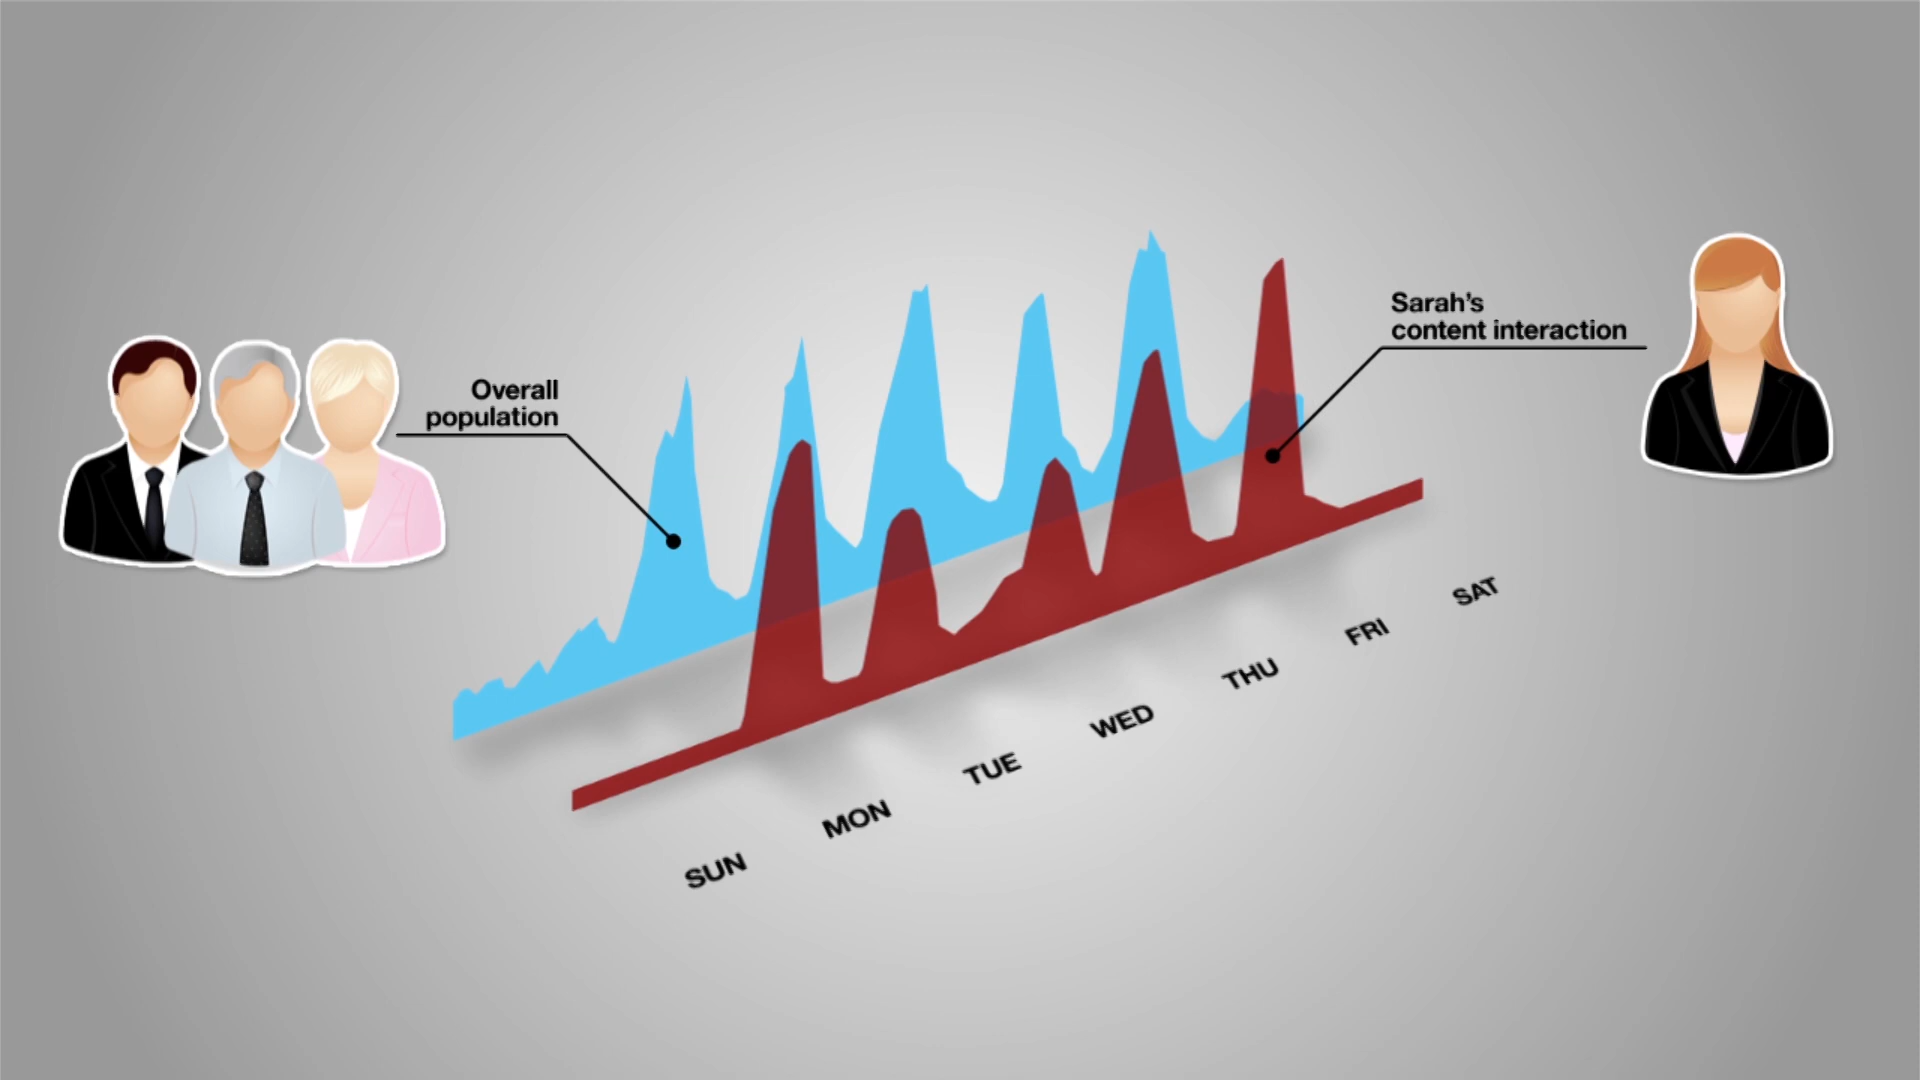 Overall
population
Sarah's
content interaction
SUN
MON
TUE
WED
THU
FRI
SAT